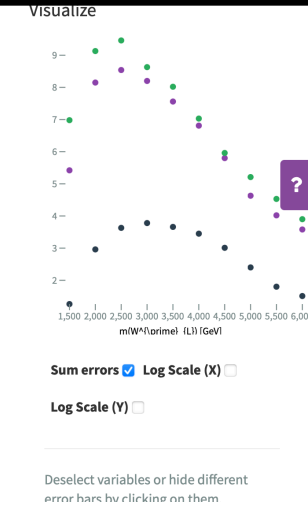 Visualize
9
8
7
6
5
4
3
2
1,500 2,000 2,500 3,000 3,500 4,000 4,500 5,000 5,500 6,00
m(W^{\prime}_{L}) [GeV]
?
Sum errors Log Scale (X)
Log Scale (Y)
Deselect variables or hide different
error bars by clicking on them